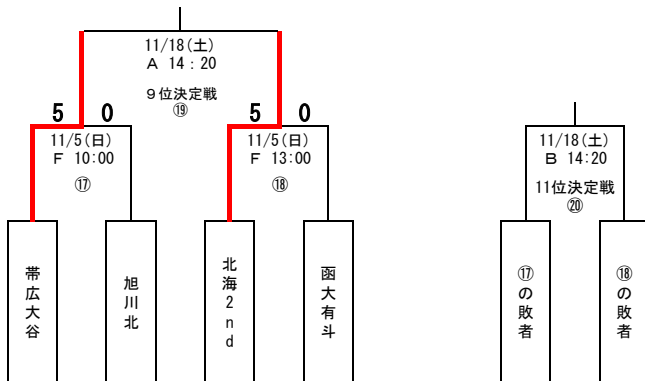 11/18(土)
A 14：20
９位決定戦
⑲
5 0
11/5(日)
F 10:00
⑰
5 0
11/5(日)
F 13:00
⑱
11/18(土)
B 14:20
11位決定戦
⑳
帯広大谷
旭川北
北海2nd
函大有斗
⑰の敗者
⑱の敗者